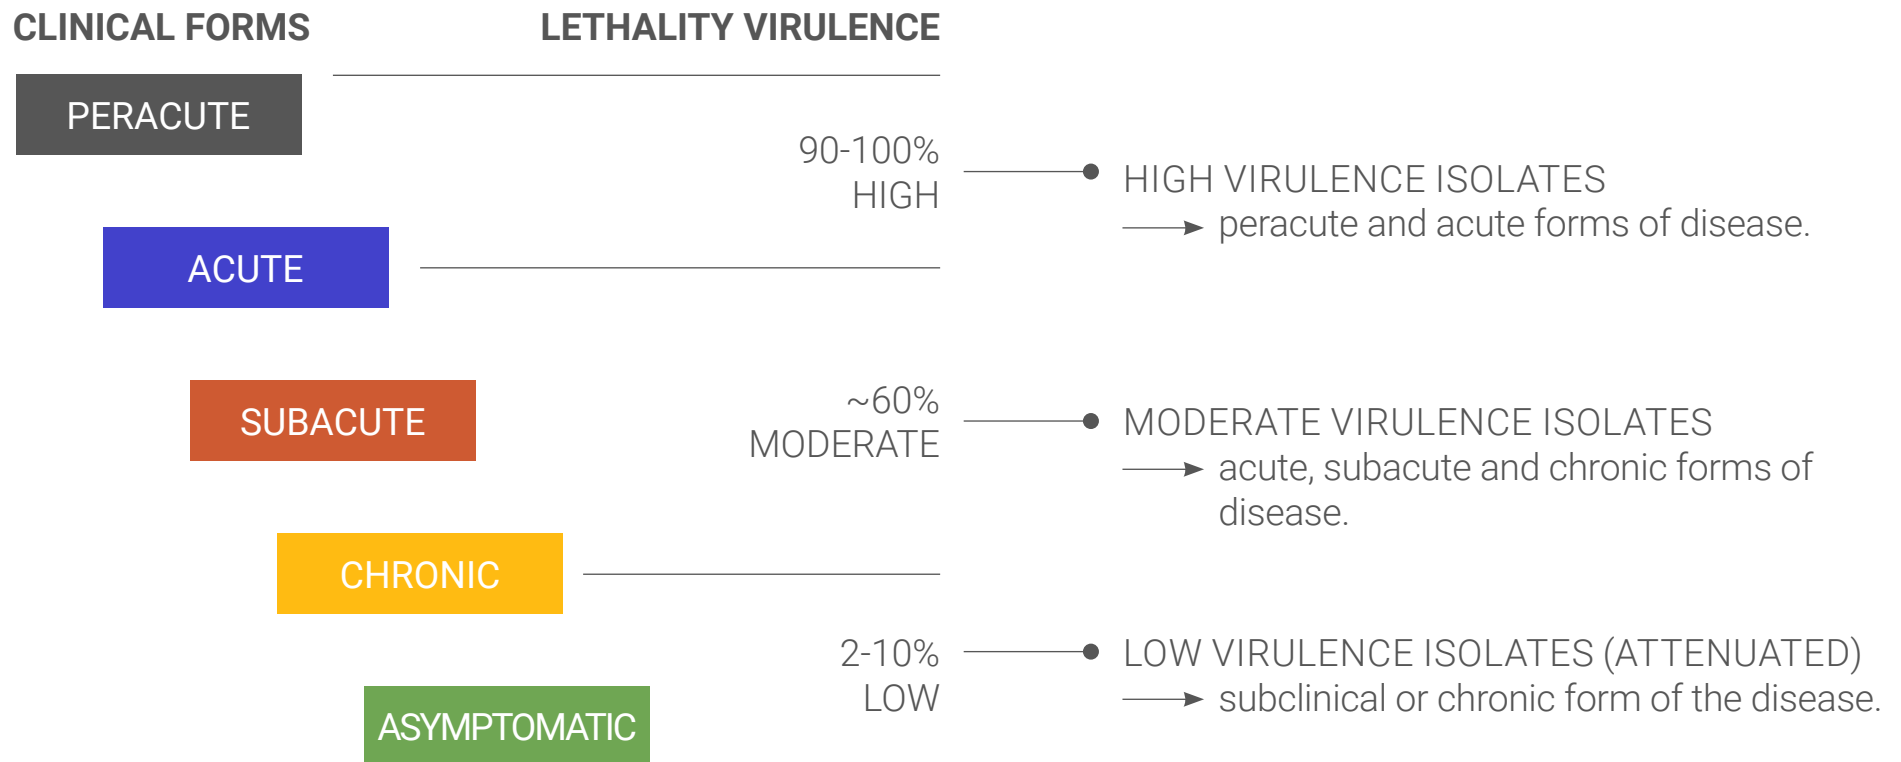 CLINICAL FORMS
LETHALITY VIRULENCE
PERACUTE
90-100%
HIGH
HIGH VIRULENCE ISOLATES
peracute and acute forms of disease.
ACUTE
SUBACUTE
~60%
MODERATE
MODERATE VIRULENCE ISOLATES
acute, subacute and chronic forms of
disease.
CHRONIC
2-10%
LOW
LOW VIRULENCE ISOLATES (ATTENUATED)
subclinical or chronic form of the disease.
ASYMPTOMATIC